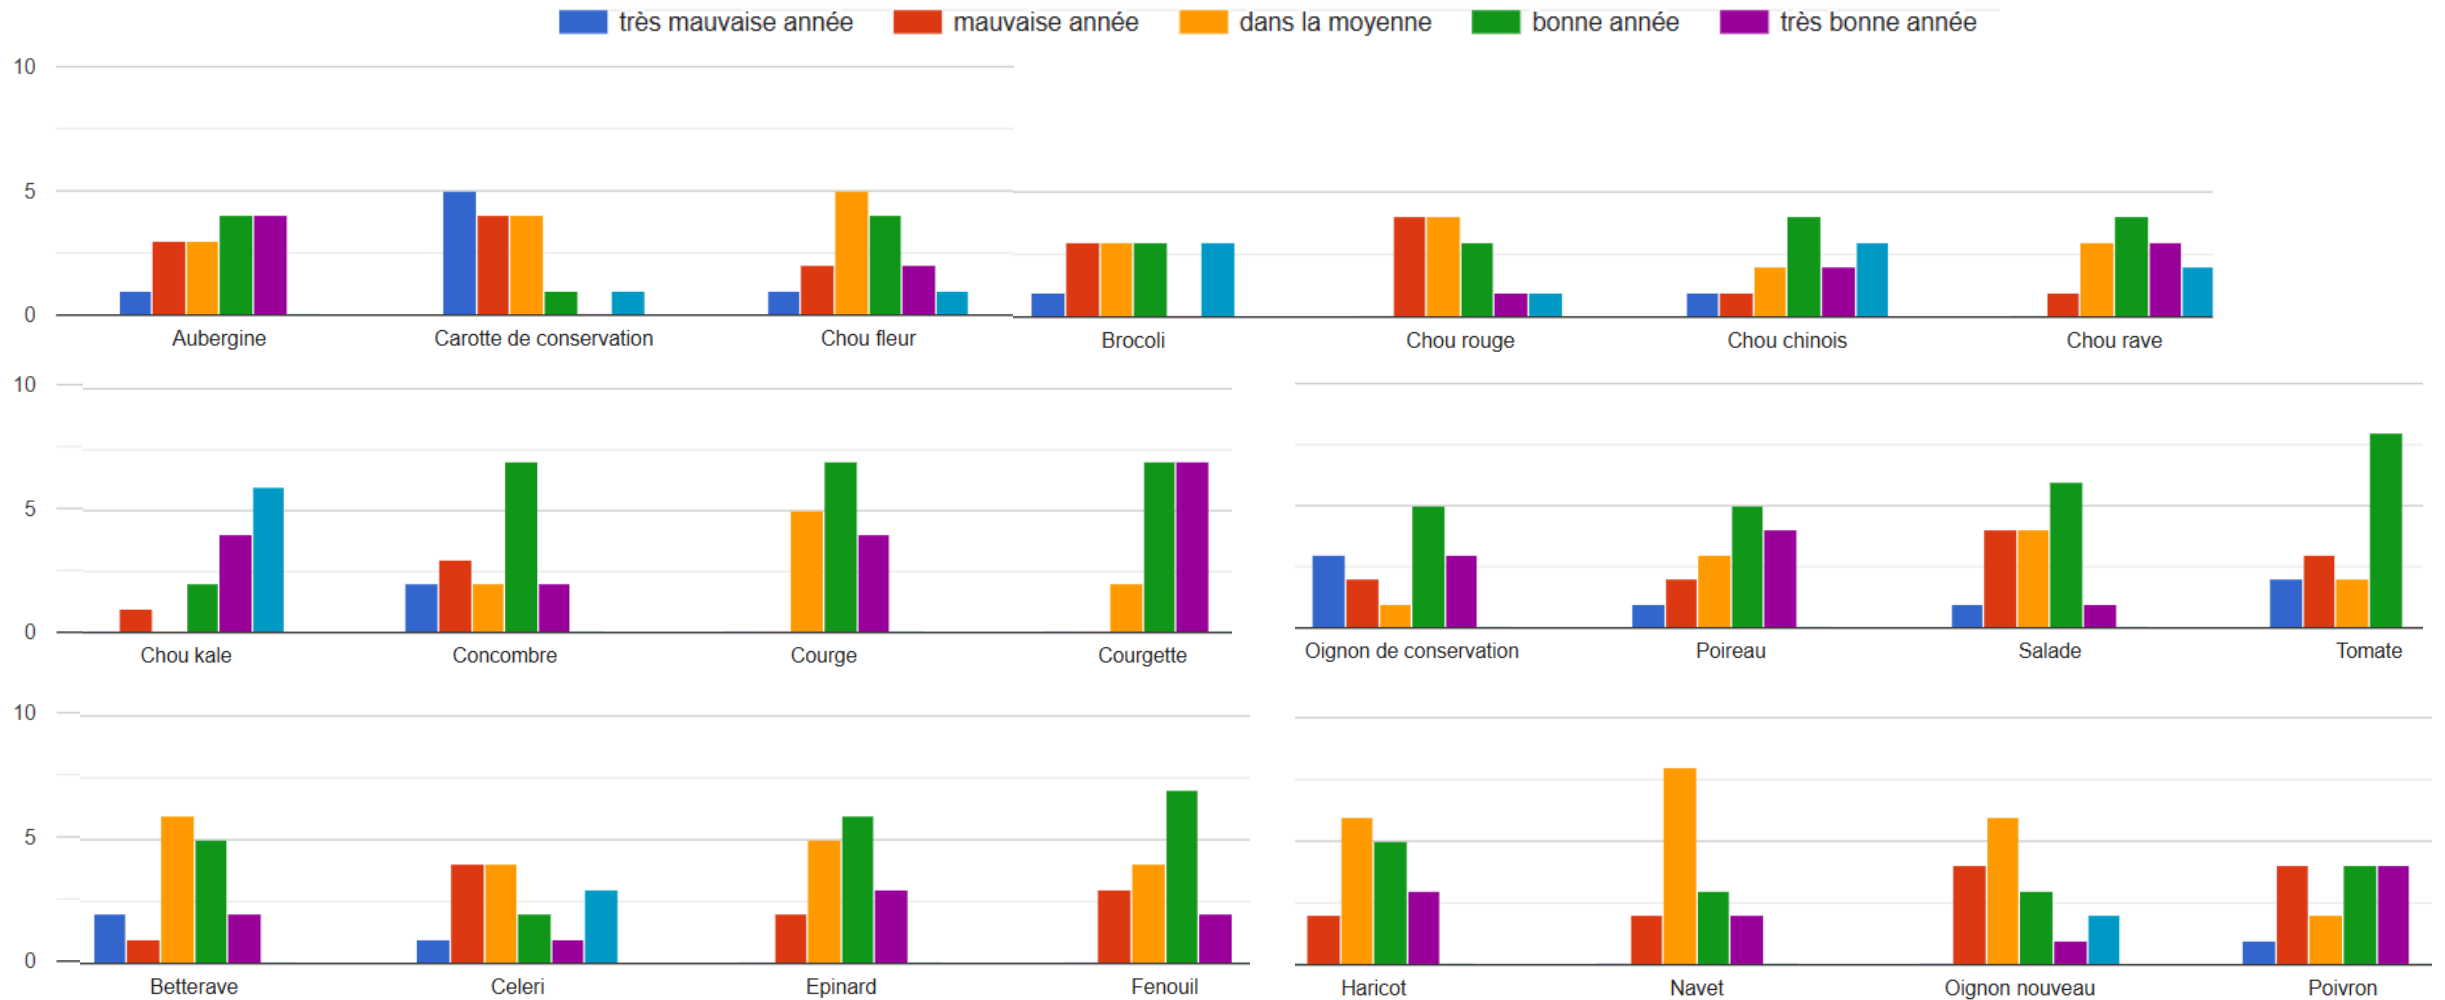 très mauvaise année mauvaise année dans la moyenne bonne année très bonne année
10
5
0
Aubergine Carotte de conservation Chou fleur Brocoli Chou rouge Chou chinois Chou rave
10
5
0
Chou kale Concombre Courge Courgette Oignon de conservation Poireau Salade Tomate
10
5
0
Betterave Celeri Epinard Fenouil Haricot Navet Oignon nouveau Poivron